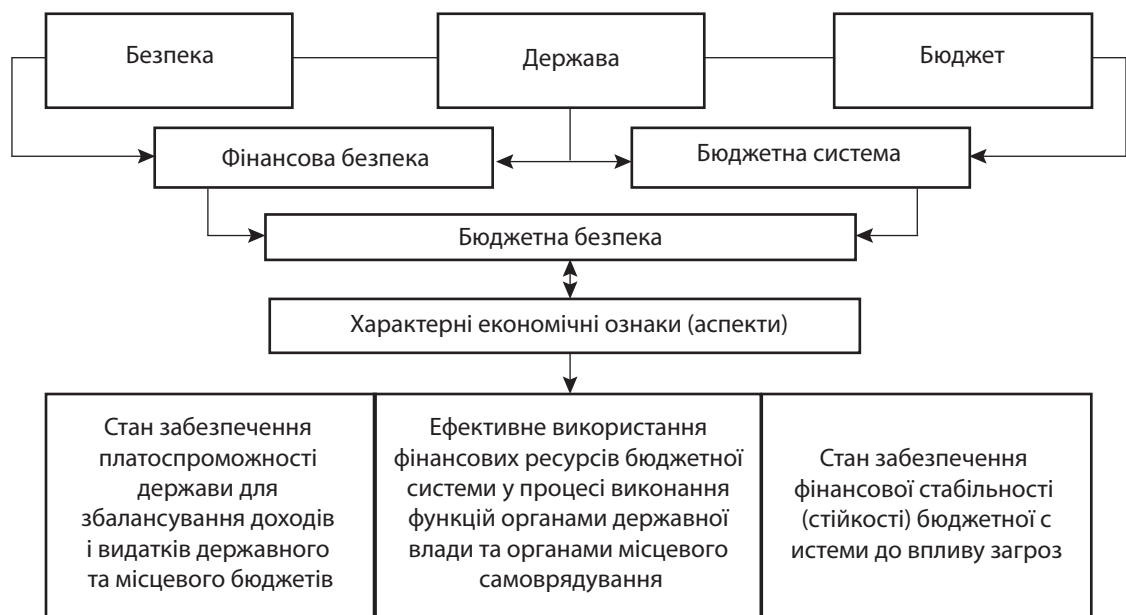 Безпека
Держава
Бюджет
Фінансова безпека
Бюджетна система
Бюджетна безпека
Характерні економічні ознаки (аспекти)
Стан забезпечення
платоспроможності
держави для
збалансування доходів
і видатків державного
та місцевого бюджетів
Ефективне використання
фінансових ресурсів бюджетної
системи у процесі виконання
функцій органами державної
влади та органами місцевого
самоврядування
Стан забезпечення
фінансової стабільності
(стійкості) бюджетної с
истеми до впливу загроз